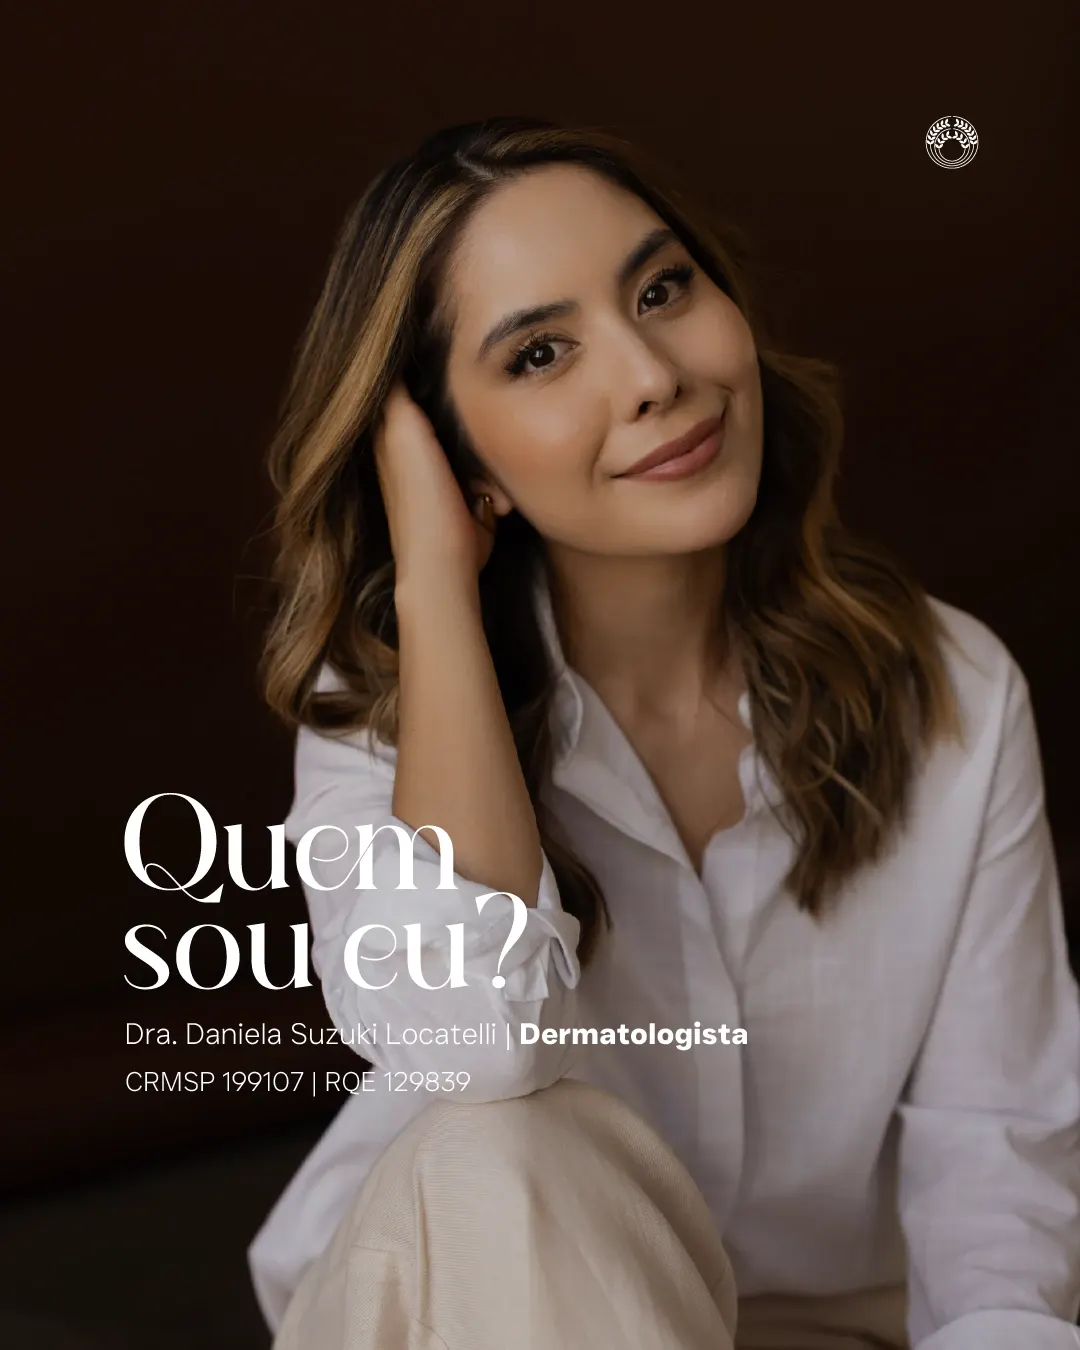 Quem
sou eu?
Dra. Daniela Suzuki Locatelli | Dermatologista
CRMSP 199107 | RQE 129839